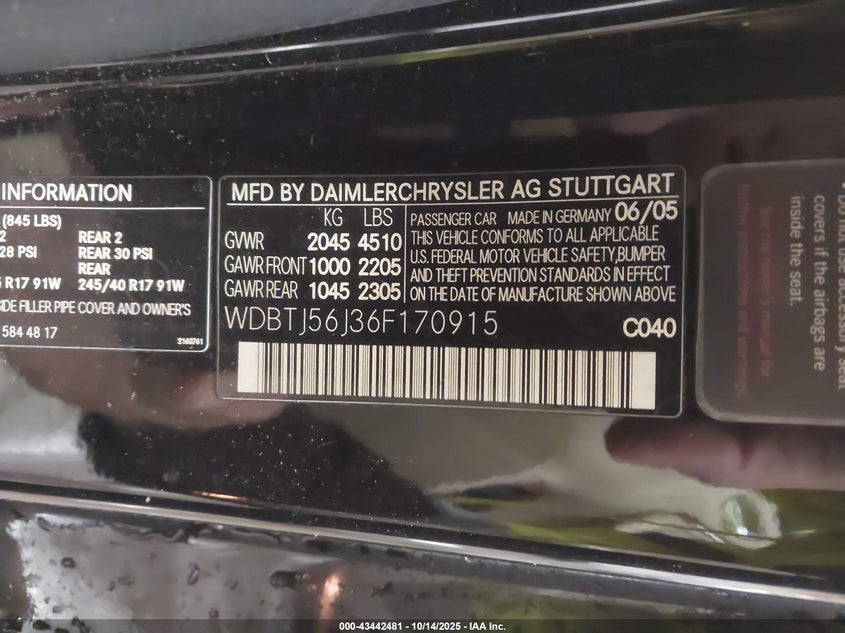 INFORMATION
(845 LBS)
2 REAR 2
28 PSI REAR 30 PSI
REAR
R17 91W 245/40 R17 91W
SIDE FILLER PIPE COVER AND OWNER'S
584 48 17
2160761
MFD BY DAIMLERCHRYSLER AG STUTTGART
KG LBS
GVWR 2045 4510
GAWR FRONT 1000 2205
GAWR REAR 1045 2305
PASSENGER CAR MADE IN GERMANY 06/05
THIS VEHICLE CONFORMS TO ALL APPLICABLE
U.S. FEDERAL MOTOR VEHICLE SAFETY,BUMPER
AND THEFT PREVENTION STANDARDS IN EFFECT
ON THE DATE OF MANUFACTURE SHOWN ABOVE
WDBTJ56J36F170915 C040
covers if the airbags are
inside the seat.
000-43442481 - 10/14/2025 - IAA Inc.